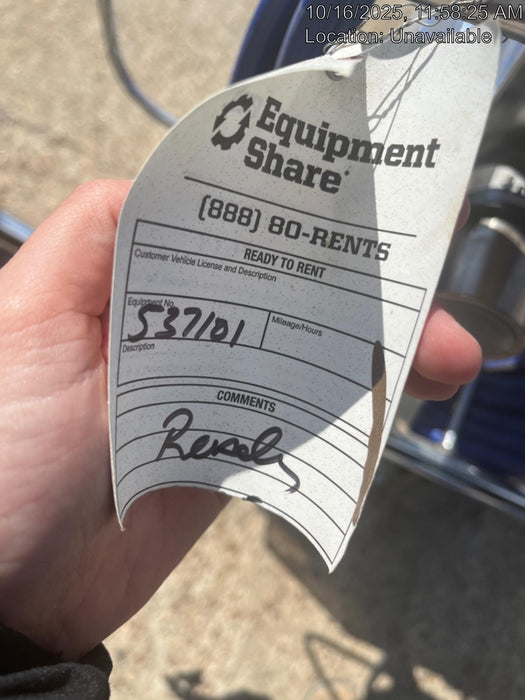 10/16/2025, 11:58:25 AM
Location: Unavailable
Equipment
Share
(888) 80-RENTS
READY TO RENT
Customer Vehicle License and Description
Equipment No.
537101
Mileage/Hours
Description
COMMENTS
Ready